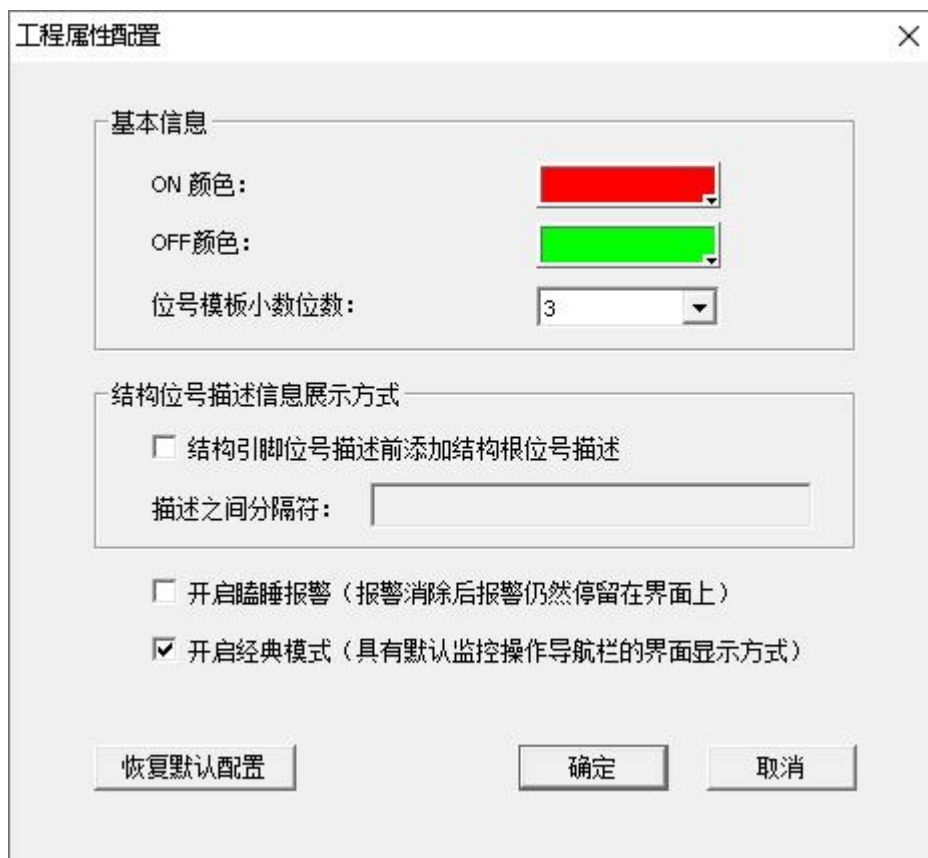 工程属性配置
基本信息
ON 颜色:
OFF颜色:
位号模板小数位数:
3
结构位号描述信息展示方式
结构引脚位号描述前添加结构根位号描述
描述之间分隔符:
开启瞌睡报警（报警消除后报警仍然停留在界面上）
开启经典模式（具有默认监控操作导航栏的界面显示方式）
恢复默认配置
确定
取消